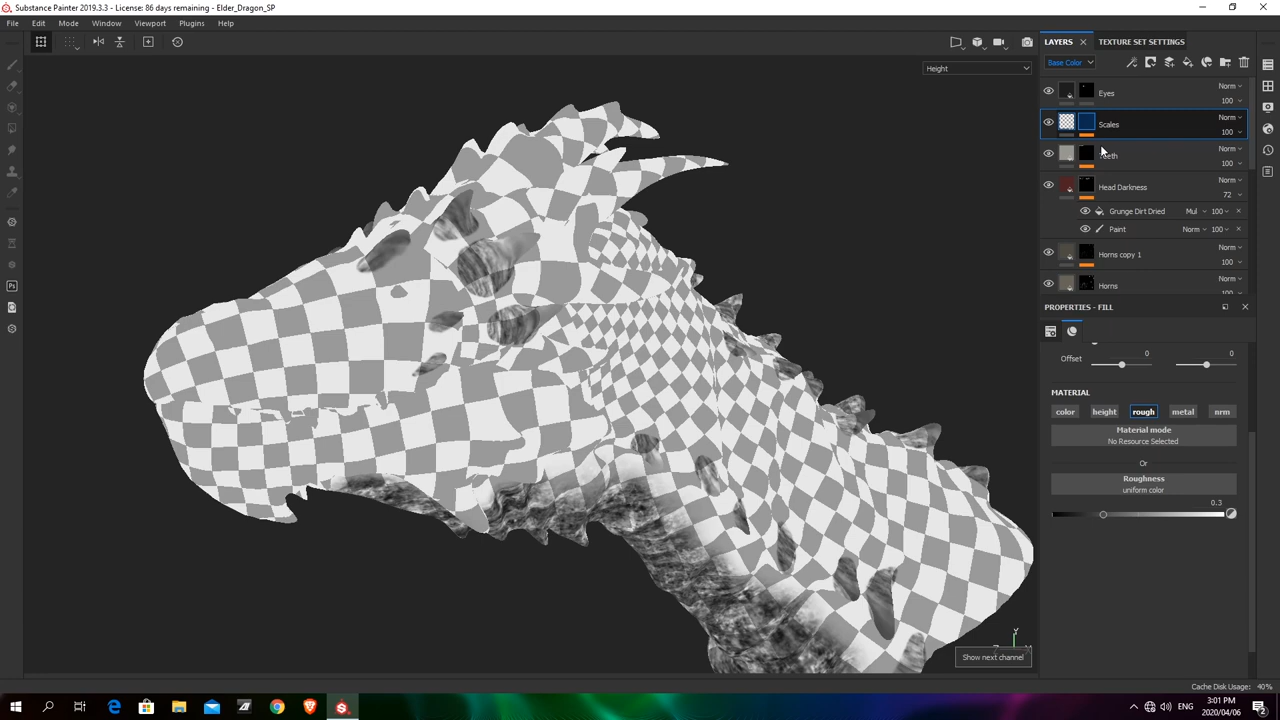 Substance Painter 2019.3.3 - License: 86 days remaining - Elder_Dragon_SP
File Edit Mode Window Viewport Plugins Help
LAYERS TEXTURE SET SETTINGS
Base Color
Height
Eyes Norm
100
Scales Norm
100
Teeth Norm
100
Head Darkness Norm
72
Grunge Dirt Dried Mul 100
Paint Norm 100
Horns copy 1 Norm
100
Horns Norm
100
PROPERTIES - FILL
Offset 0 0
MATERIAL
color height rough metal nrm
Material mode
No Resource Selected
Or
Roughness
uniform color
0.3
Y
Show next channel
Cache Disk Usage: 40%
ENG
3:01 PM
2020/04/06
2